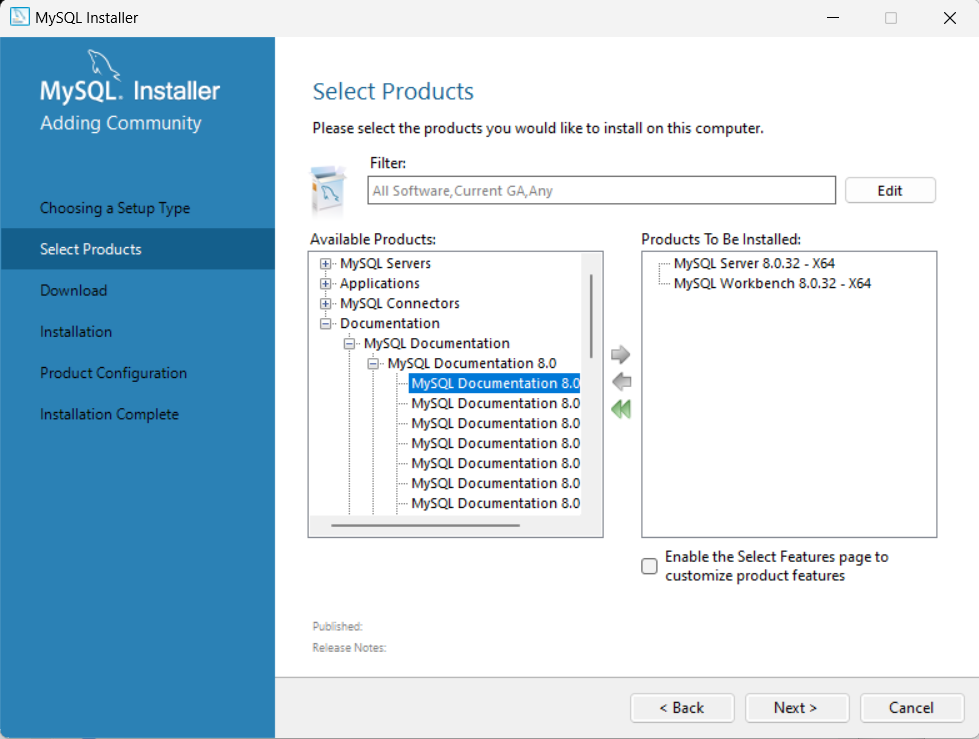 MySQL Installer
MySQL. Installer
Adding Community
Choosing a Setup Type
Select Products
Download
Installation
Product Configuration
Installation Complete
Select Products
Please select the products you would like to install on this computer.
Filter:
All Software,Current GA,Any
Edit
Available Products:
MySQL Servers
Applications
MySQL Connectors
Documentation
MySQL Documentation
MySQL Documentation 8.0
MySQL Documentation 8.0
MySQL Documentation 8.0
MySQL Documentation 8.0
MySQL Documentation 8.0
MySQL Documentation 8.0
MySQL Documentation 8.0
MySQL Documentation 8.0
Products To Be Installed:
MySQL Server 8.0.32 - X64
MySQL Workbench 8.0.32 - X64
Enable the Select Features page to
customize product features
Published:
Release Notes:
< Back
Next >
Cancel